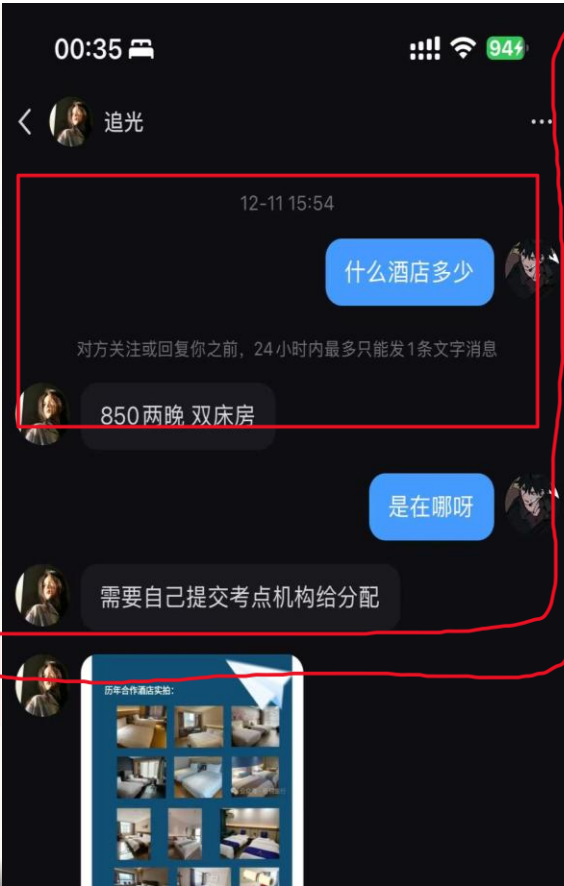 00:35
94
追光
12-11 15:54
什么酒店多少
对方关注或回复你之前，24小时内最多只能发1条文字消息
850两晚 双床房
是在哪呀
需要自己提交考点机构给分配
历年合作酒店实拍：